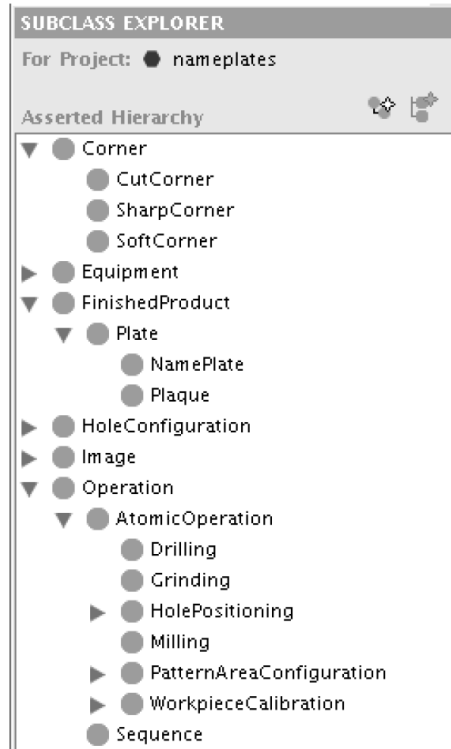 SUBCLASS EXPLORER
For Project: nameplates
Asserted Hierarchy
Corner
CutCorner
SharpCorner
SoftCorner
Equipment
FinishedProduct
Plate
NamePlate
Plaque
HoleConfiguration
Image
Operation
AtomicOperation
Drilling
Grinding
HolePositioning
Milling
PatternAreaConfiguration
WorkpieceCalibration
Sequence